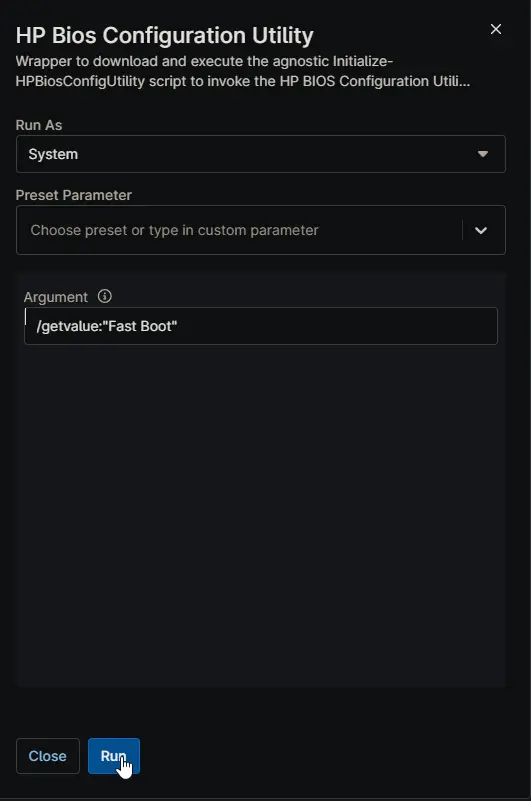 HP Bios Configuration Utility
Wrapper to download and execute the agnostic Initialize-
HPBiosConfigUtility script to invoke the HP BIOS Configuration Utili...
Run As
System
Preset Parameter
Choose preset or type in custom parameter
Argument
/getvalue:"Fast Boot"
Close
Run